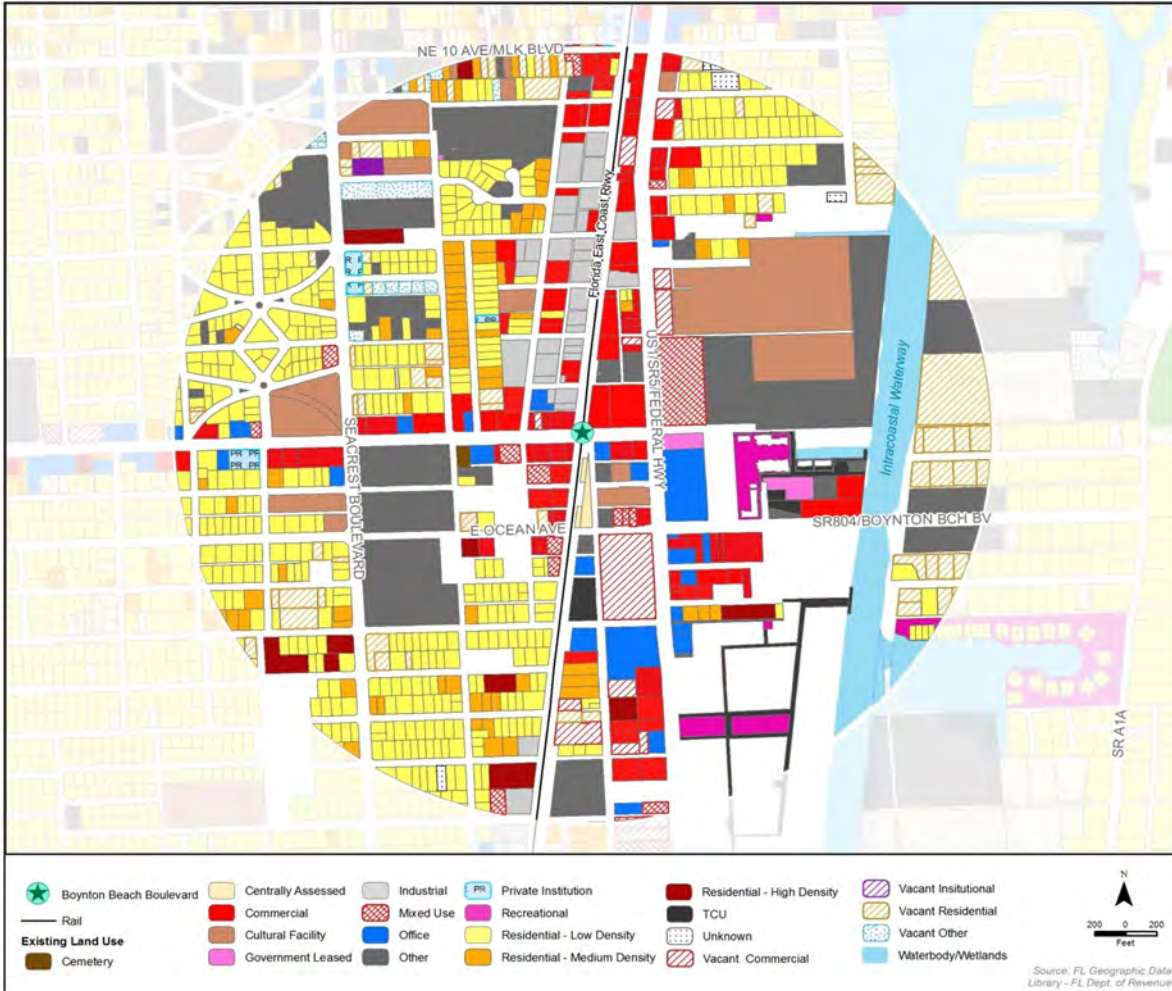 NE 10 AVE/MLK BLVD
Florida East Coast Rlwy
US1/SR5/FEDERAL HWY
Intracoastal Waterway
SEACREST BOULEVARD
PR PF
PR PF
E OCEAN AVE
SR804/BOYNTON BCH BV
SR A1A
Boynton Beach Boulevard
Rail
Existing Land Use
Cemetery
Centrally Assessed
Commercial
Cultural Facility
Government Leased
Industrial
Mixed Use
Office
Other
PR
Private Institution
Recreational
Residential - Low Density
Residential - Medium Density
Residential - High Density
TCU
Unknown
Vacant Commercial
Vacant Insitutional
Vacant Residential
Vacant Other
Waterbody/Wetlands
N
200 0 200
Feet
Source: FL Geographic Data
Library - FL Dept. of Revenue